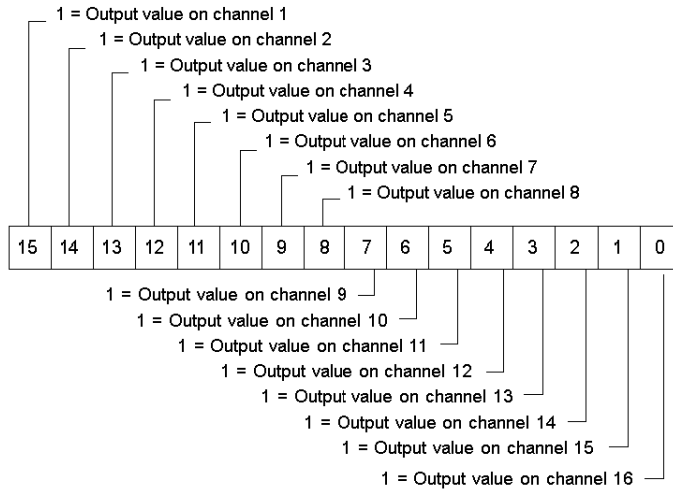 1 = Output value on channel 1
1 = Output value on channel 2
1 = Output value on channel 3
1 = Output value on channel 4
1 = Output value on channel 5
1 = Output value on channel 6
1 = Output value on channel 7
1 = Output value on channel 8
15 14 13 12 11 10 9 8 7 6 5 4 3 2 1 0
1 = Output value on channel 9
1 = Output value on channel 10
1 = Output value on channel 11
1 = Output value on channel 12
1 = Output value on channel 13
1 = Output value on channel 14
1 = Output value on channel 15
1 = Output value on channel 16